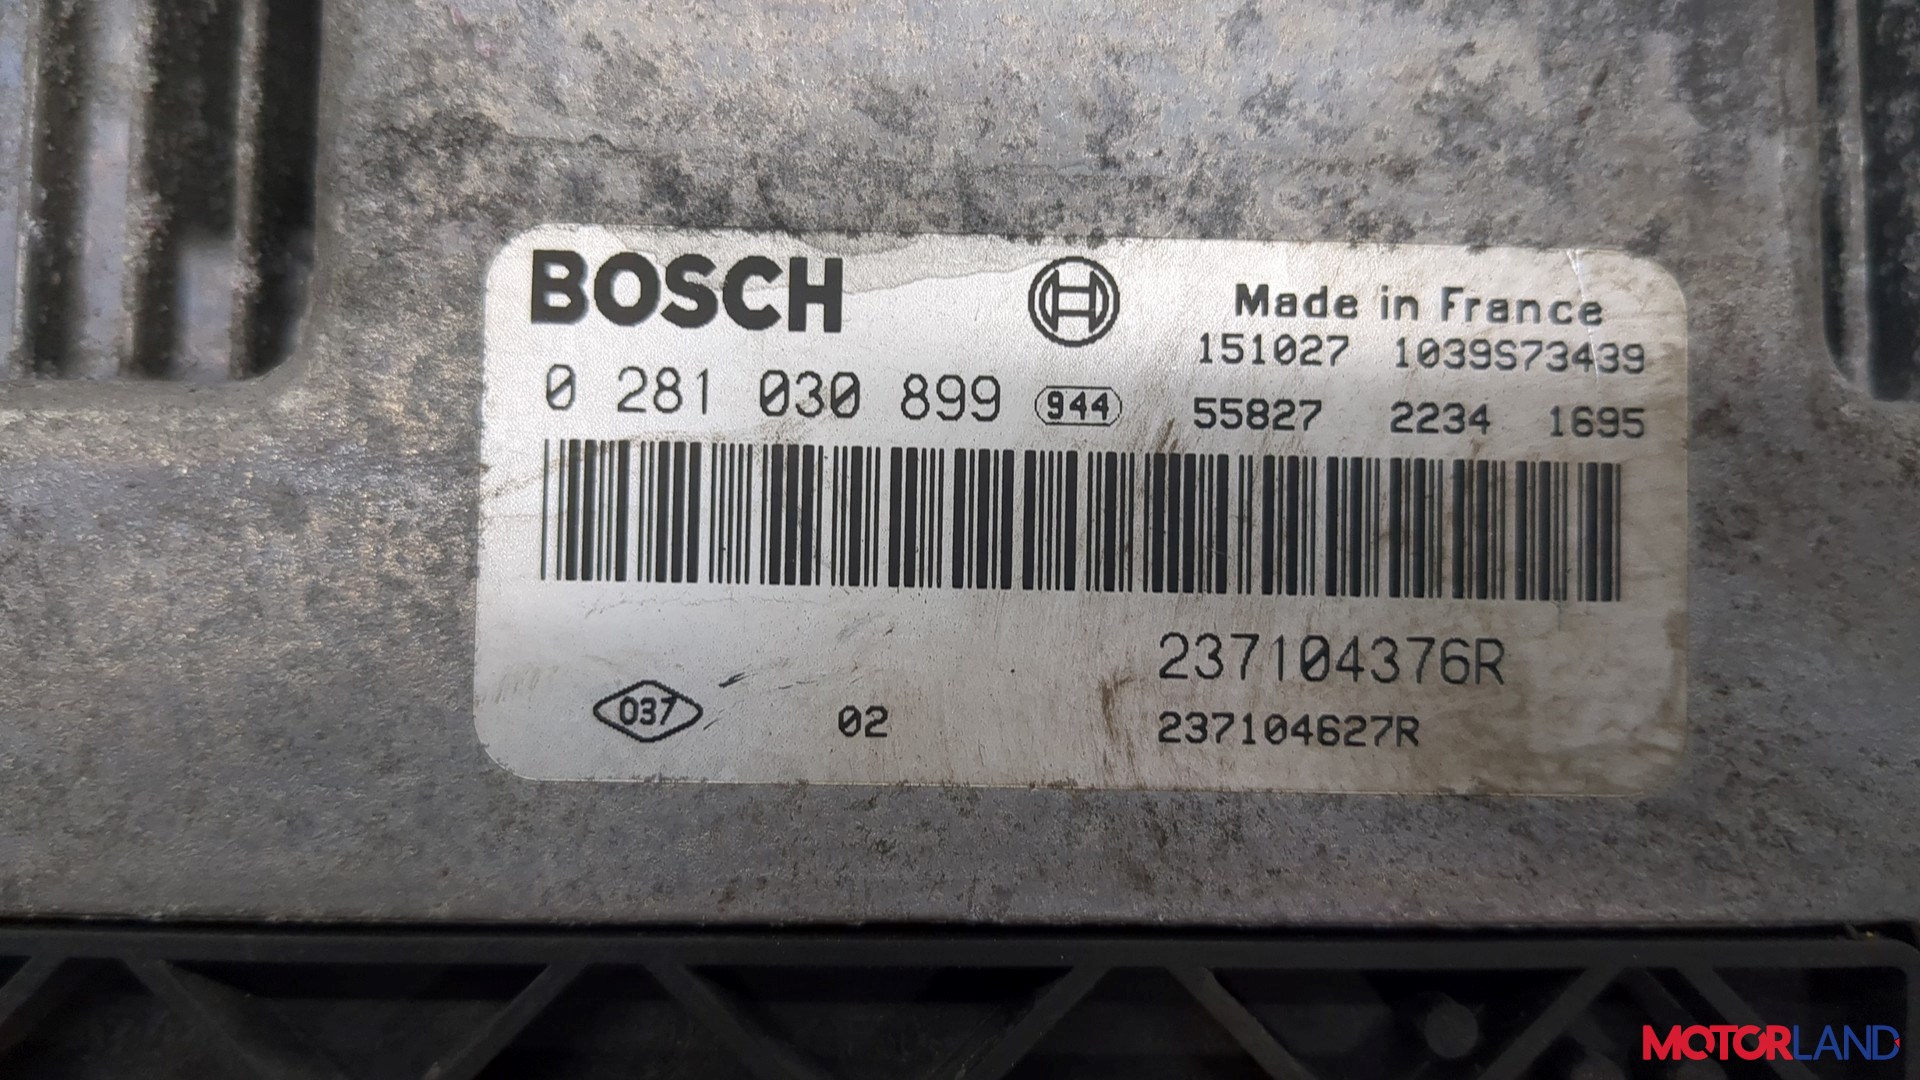 BOSCH
Made in France
151027 1039S73439
0 281 030 899 944
55827 2234 1695
237104376R
037 02 237104627R
MOTORLAND